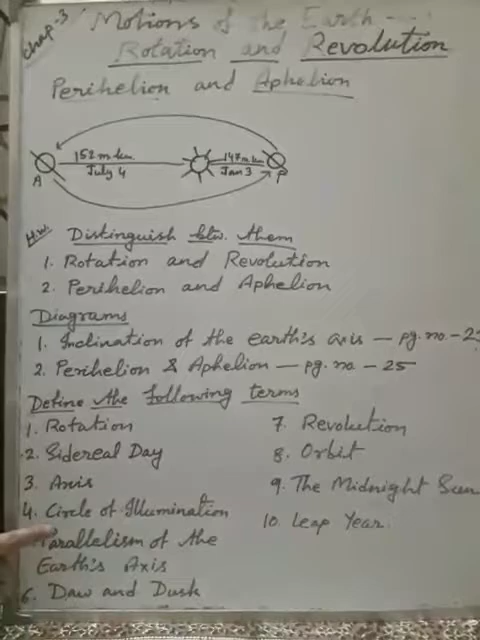 Chap-3 Motions of the Earth
Rotation and Revolution
Perihelion and Aphelion
152 m km. 147 m km
July 4 Jan 3
A P
H.W. Distinguish btw. them
1. Rotation and Revolution
2. Perihelion and Aphelion
Diagrams
1. Inclination of the earth's axis — pg. no -
2. Perihelion & Aphelion — pg. no — 25
Define the following terms
1. Rotation
2. Sidereal Day
3. Axis
4. Circle of Illumination
Parallelism of the
Earth's Axis
6. Daw and Dusk
7. Revolution
8. Orbit
9. The Midnight Sun
10. Leap Year.